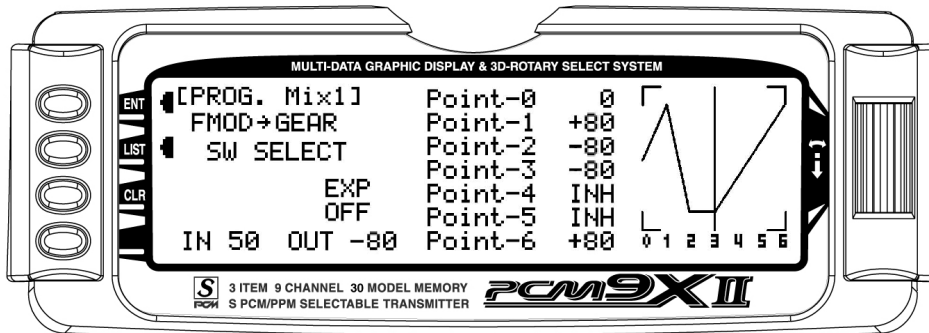 MULTI-DATA GRAPHIC DISPLAY & 3D-ROTARY SELECT SYSTEM
ENT
LIST
CLR
[PROG. Mix1]
FMOD→GEAR
SW SELECT
EXP
OFF
IN 50 OUT -80
Point-0 0
Point-1 +80
Point-2 -80
Point-3 -80
Point-4 INH
Point-5 INH
Point-6 +80
0 1 2 3 4 5 6
S PCM
3 ITEM 9 CHANNEL 30 MODEL MEMORY
S PCM/PPM SELECTABLE TRANSMITTER
PCM9XII